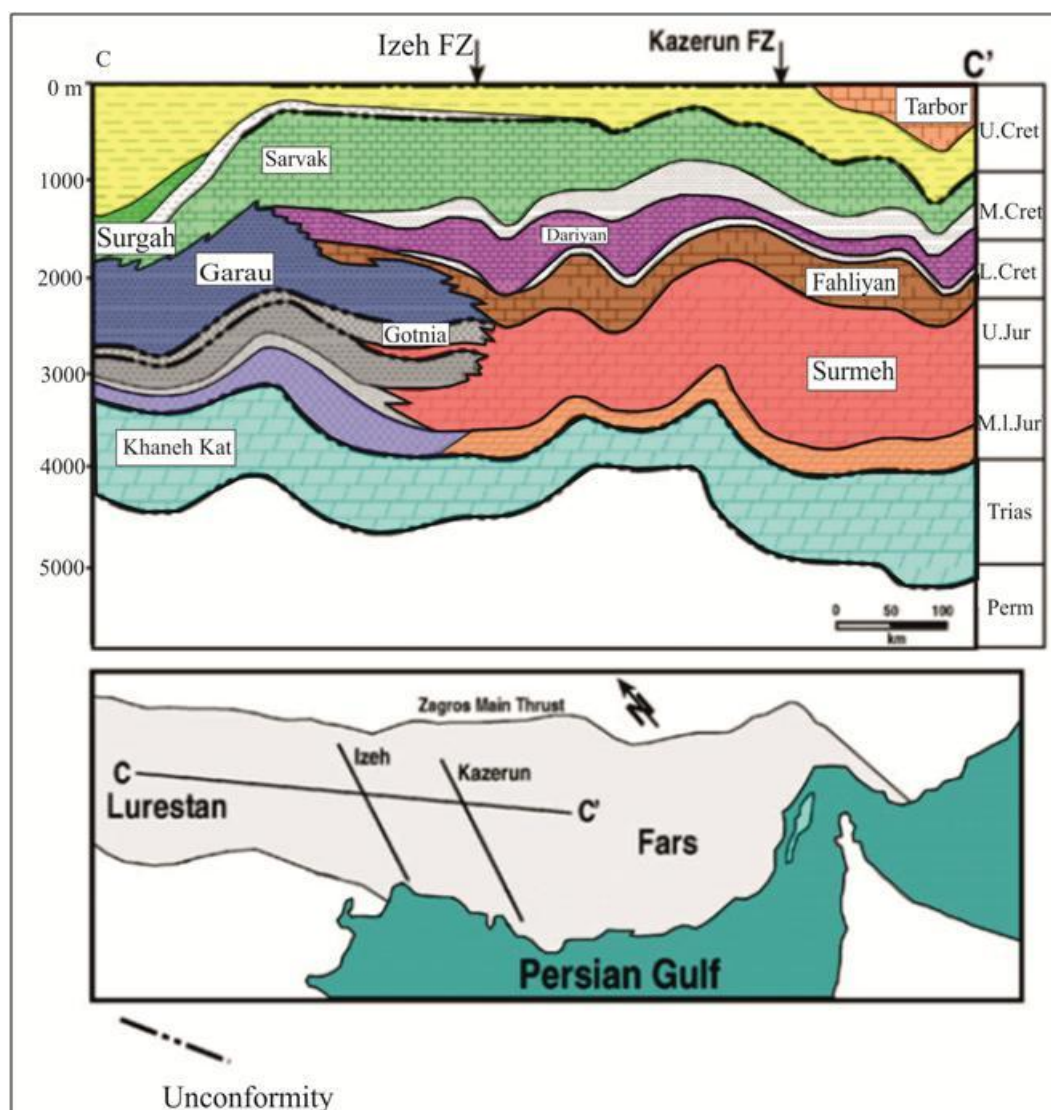 Izeh FZ
Kazerun FZ
C
C'
0 m
1000
2000
3000
4000
5000
Tarbor
Sarvak
Surgah
Dariyan
Garau
Fahliyan
Gotnia
Surmeh
Khaneh Kat
U.Cret
M.Cret
L.Cret
U.Jur
M.l.Jur
Trias
Perm
0 50 100
km
Zagros Main Thrust
N
Izeh
Kazerun
C
C'
Lurestan
Fars
Persian Gulf
Unconformity